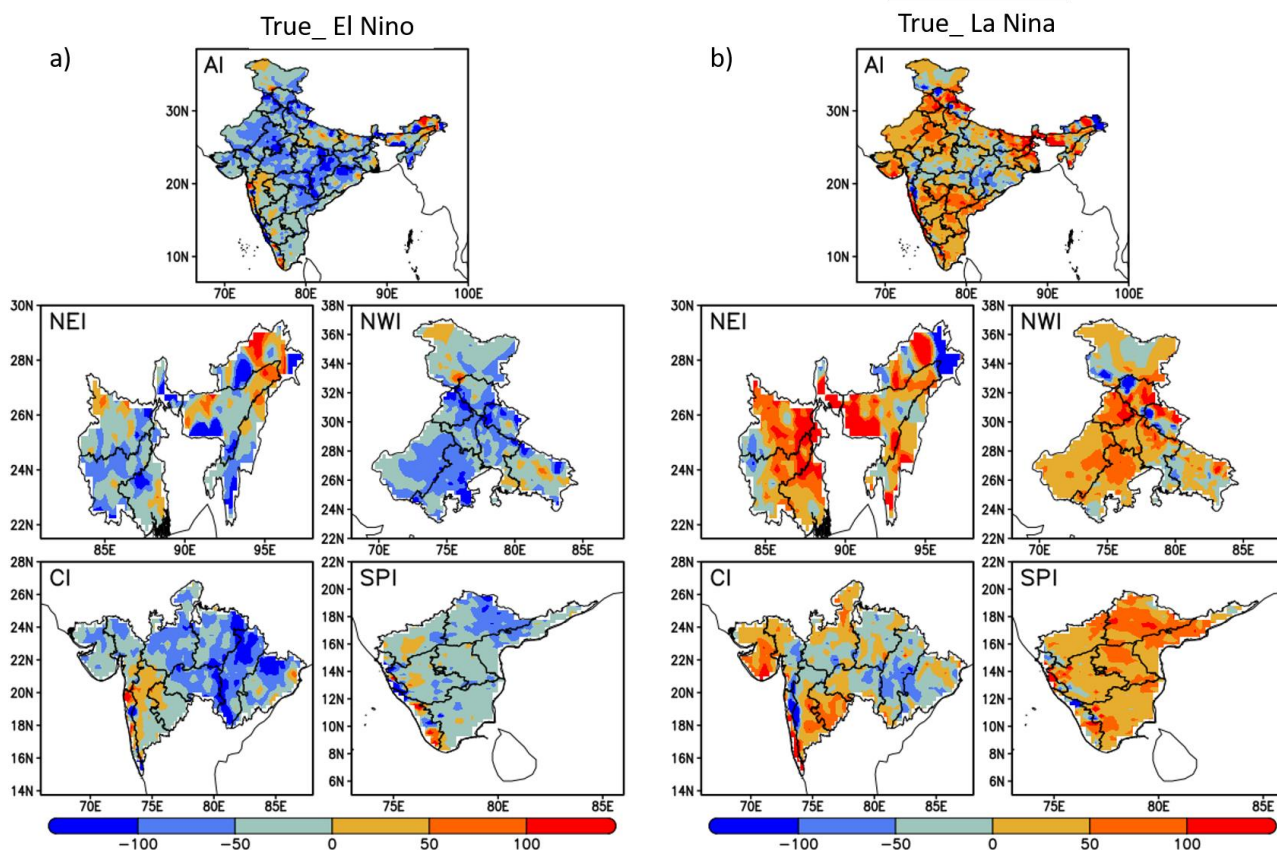 True_ El Nino
True_ La Nina
a)
b)
AI
AI
30N
20N
10N
70E 80E 90E 100E
30N
20N
10N
70E 80E 90E 100E
NEI
30N
28N
26N
24N
22N
85E 90E 95E
NWI
38N
36N
34N
32N
30N
28N
26N
24N
22N
70E 75E 80E 85E
NEI
30N
28N
26N
24N
22N
85E 90E 95E
NWI
38N
36N
34N
32N
30N
28N
26N
24N
22N
70E 75E 80E 85E
CI
28N
26N
24N
22N
20N
18N
16N
14N
70E 75E 80E 85E
SPI
22N
20N
18N
16N
14N
12N
10N
8N
6N
75E 80E 85E
CI
28N
26N
24N
22N
20N
18N
16N
14N
70E 75E 80E 85E
SPI
22N
20N
18N
16N
14N
12N
10N
8N
6N
75E 80E 85E
−100 −50 0 50 100
−100 −50 0 50 100